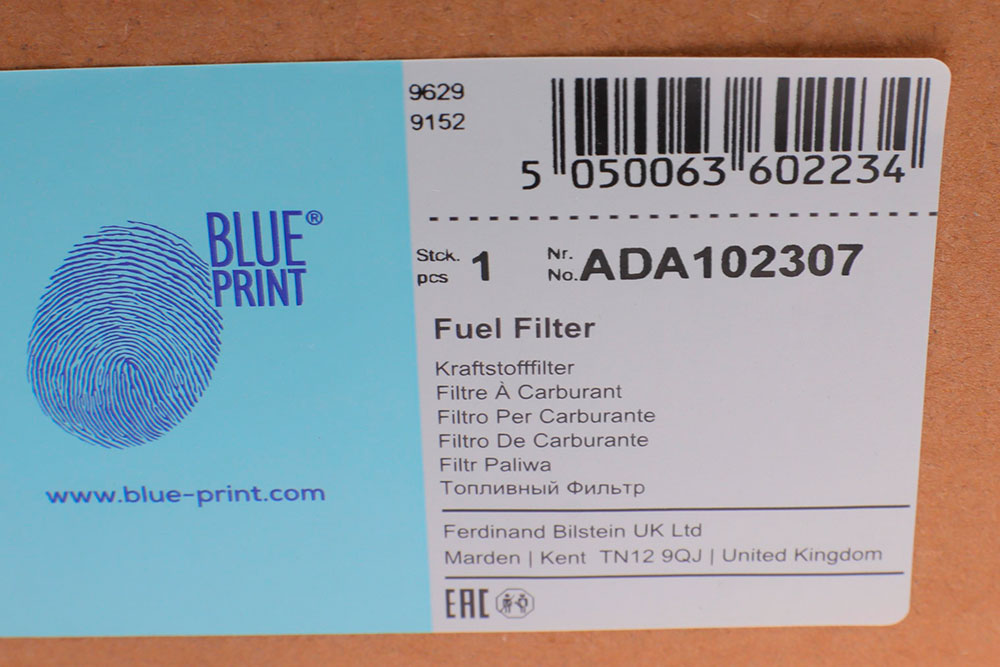 BLUE®
PRINT
www.blue-print.com
9629
9152
5 050063 602234
Stck.
pcs
1
Nr.
No.
ADA102307
Fuel Filter
Kraftstofffilter
Filtre À Carburant
Filtro Per Carburante
Filtro De Carburante
Filtr Paliwa
Топливный Фильтр
Ferdinand Bilstein UK Ltd
Marden | Kent TN12 9QJ | United Kingdom
EAC